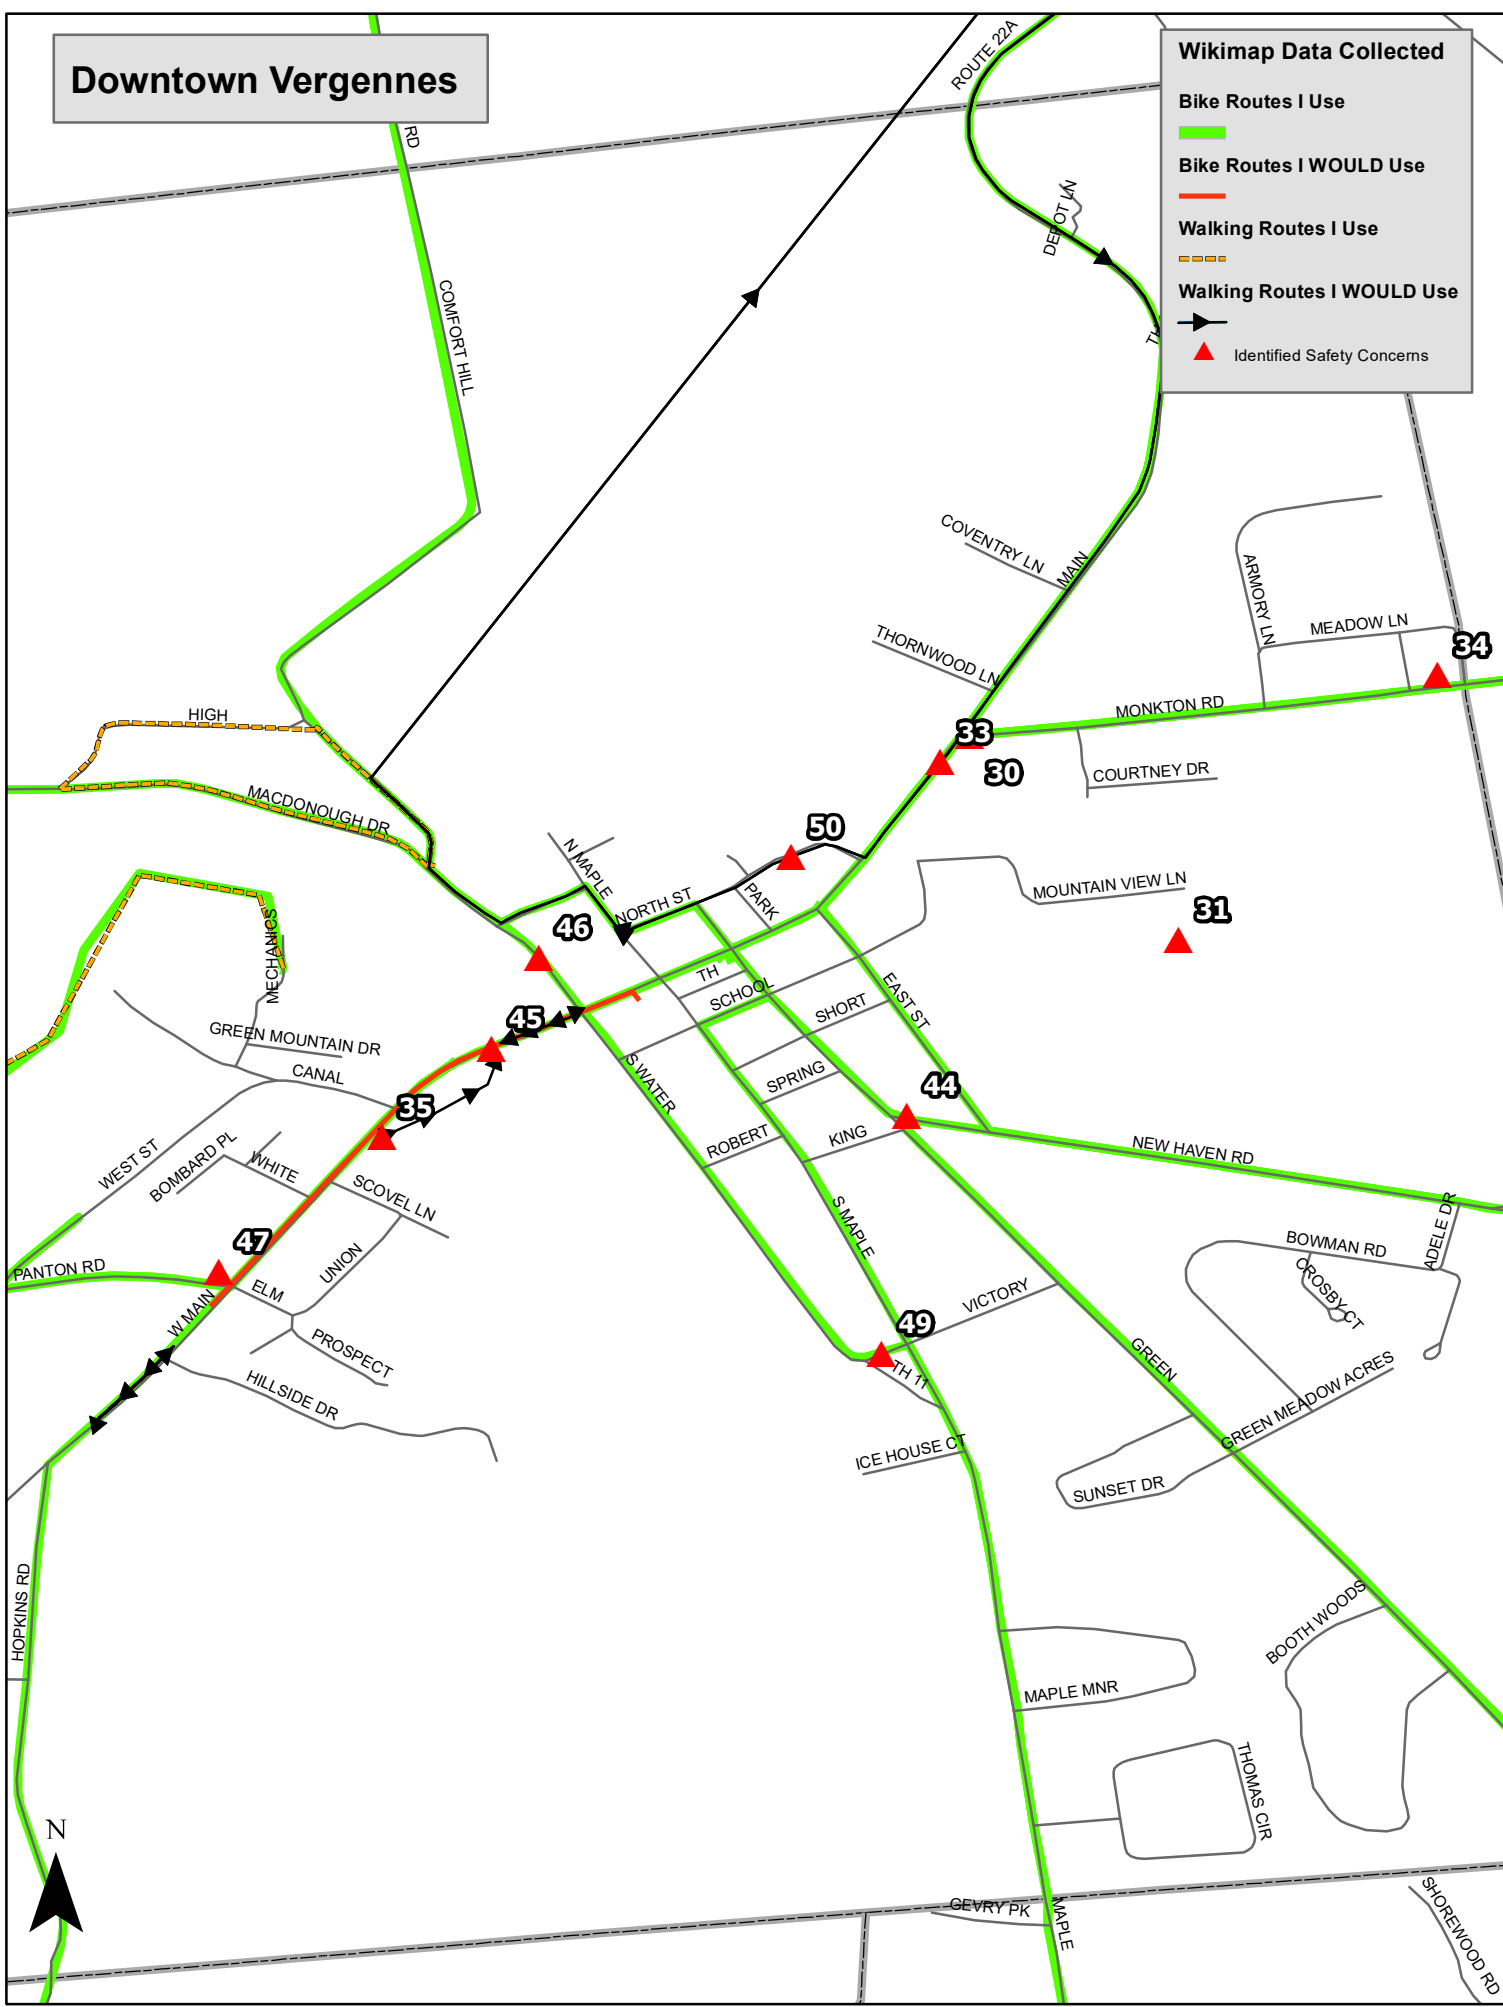 Downtown Vergennes
Wikimap Data Collected
Bike Routes I Use
Bike Routes I WOULD Use
Walking Routes I Use
Walking Routes I WOULD Use
Identified Safety Concerns
ROUTE 22A
RD
DEPOT LN
TH
COMFORT HILL
COVENTRY LN
MAIN
ARMORY LN
MEADOW LN
34
THORNWOOD LN
MONKTON RD
HIGH
33
30
COURTNEY DR
MACDONOUGH DR
50
N MAPLE
MOUNTAIN VIEW LN
NORTH ST
PARK
31
46
MECHANICS
TH
SCHOOL
EAST ST
SHORT
45
GREEN MOUNTAIN DR
CANAL
S WATER
SPRING
44
35
ROBERT
KING
NEW HAVEN RD
WEST ST
BOMBARD PL
WHITE
SCOVEL LN
S MAPLE
ADELE DR
BOWMAN RD
47
PANTON RD
UNION
CROSBY CT
ELM
VICTORY
W MAIN
49
PROSPECT
GREEN
TH 11
HILLSIDE DR
GREEN MEADOW ACRES
ICE HOUSE CT
SUNSET DR
HOPKINS RD
BOOTH WOODS
MAPLE MNR
THOMAS CIR
N
GEVRY PK
MAPLE
SHOREWOOD RD